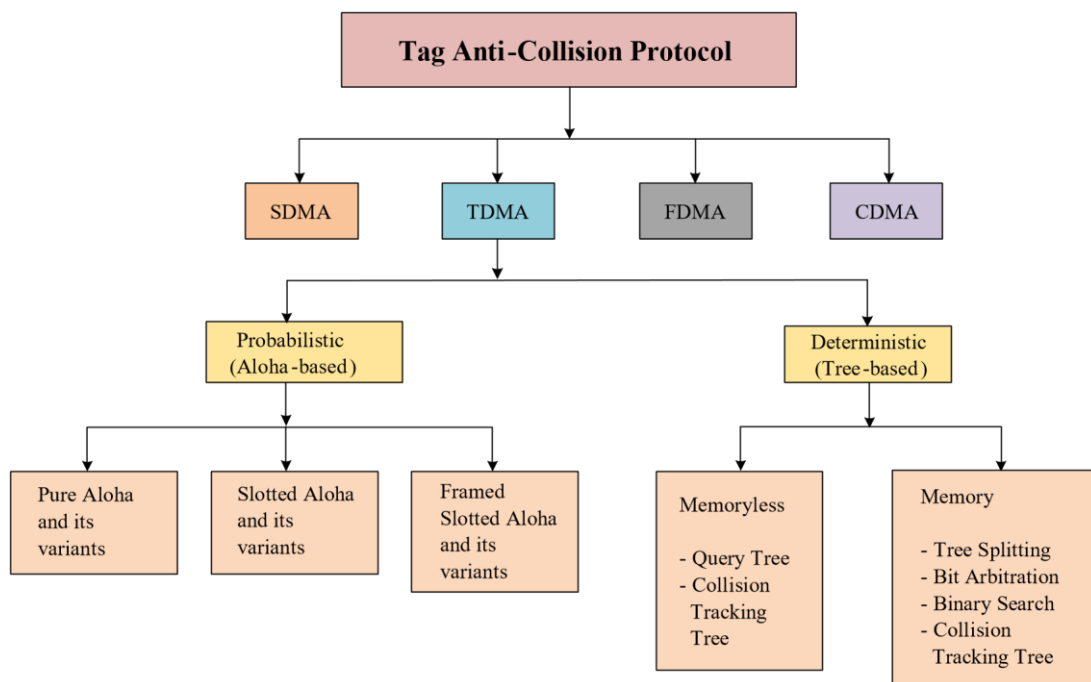 Tag Anti-Collision Protocol
SDMA
TDMA
FDMA
CDMA
Probabilistic
(Aloha-based)
Deterministic
(Tree-based)
Pure Aloha
and its
variants
Slotted Aloha
and its
variants
Framed
Slotted Aloha
and its
variants
Memoryless
- Query Tree
- Collision
Tracking
Tree
Memory
- Tree Splitting
- Bit Arbitration
- Binary Search
- Collision
Tracking Tree